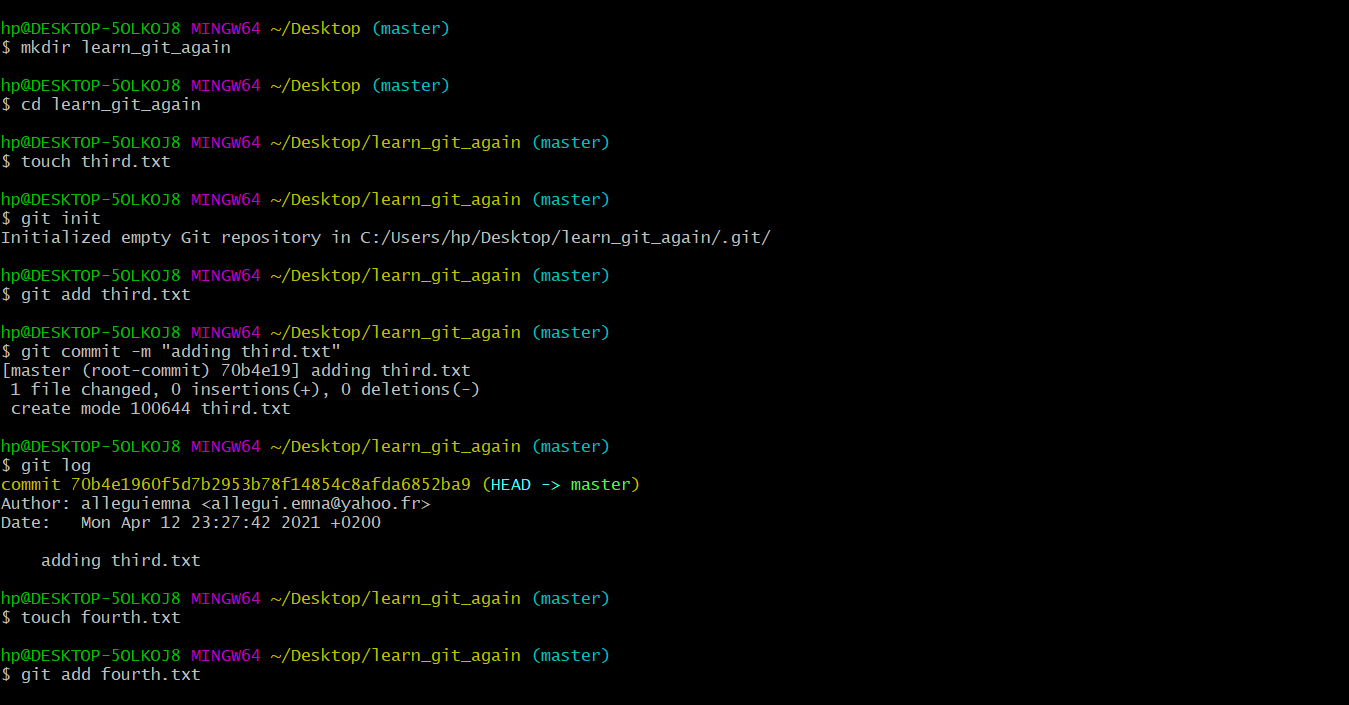 hp@DESKTOP-5OLKOJ8 MINGW64 ~/Desktop (master)
$ mkdir learn_git_again
hp@DESKTOP-5OLKOJ8 MINGW64 ~/Desktop (master)
$ cd learn_git_again
hp@DESKTOP-5OLKOJ8 MINGW64 ~/Desktop/learn_git_again (master)
$ touch third.txt
hp@DESKTOP-5OLKOJ8 MINGW64 ~/Desktop/learn_git_again (master)
$ git init
Initialized empty Git repository in C:/Users/hp/Desktop/learn_git_again/.git/
hp@DESKTOP-5OLKOJ8 MINGW64 ~/Desktop/learn_git_again (master)
$ git add third.txt
hp@DESKTOP-5OLKOJ8 MINGW64 ~/Desktop/learn_git_again (master)
$ git commit -m "adding third.txt"
[master (root-commit) 70b4e19] adding third.txt
 1 file changed, 0 insertions(+), 0 deletions(-)
 create mode 100644 third.txt
hp@DESKTOP-5OLKOJ8 MINGW64 ~/Desktop/learn_git_again (master)
$ git log
commit 70b4e1960f5d7b2953b78f14854c8afda6852ba9 (HEAD -> master)
Author: alleguiemna <allegui.emna@yahoo.fr>
Date:   Mon Apr 12 23:27:42 2021 +0200
    adding third.txt
hp@DESKTOP-5OLKOJ8 MINGW64 ~/Desktop/learn_git_again (master)
$ touch fourth.txt
hp@DESKTOP-5OLKOJ8 MINGW64 ~/Desktop/learn_git_again (master)
$ git add fourth.txt